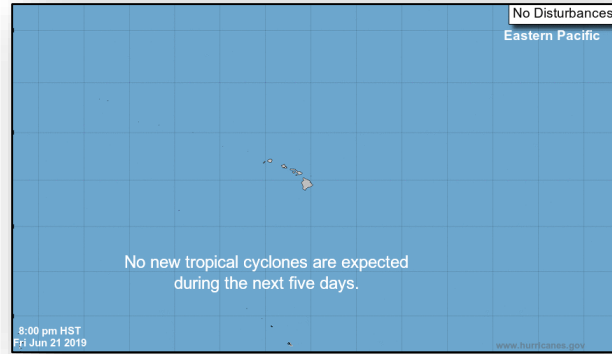 No Disturbances
Eastern Pacific
No new tropical cyclones are expected
during the next five days.
8:00 pm HST
Fri Jun 21 2019
www.hurricanes.gov